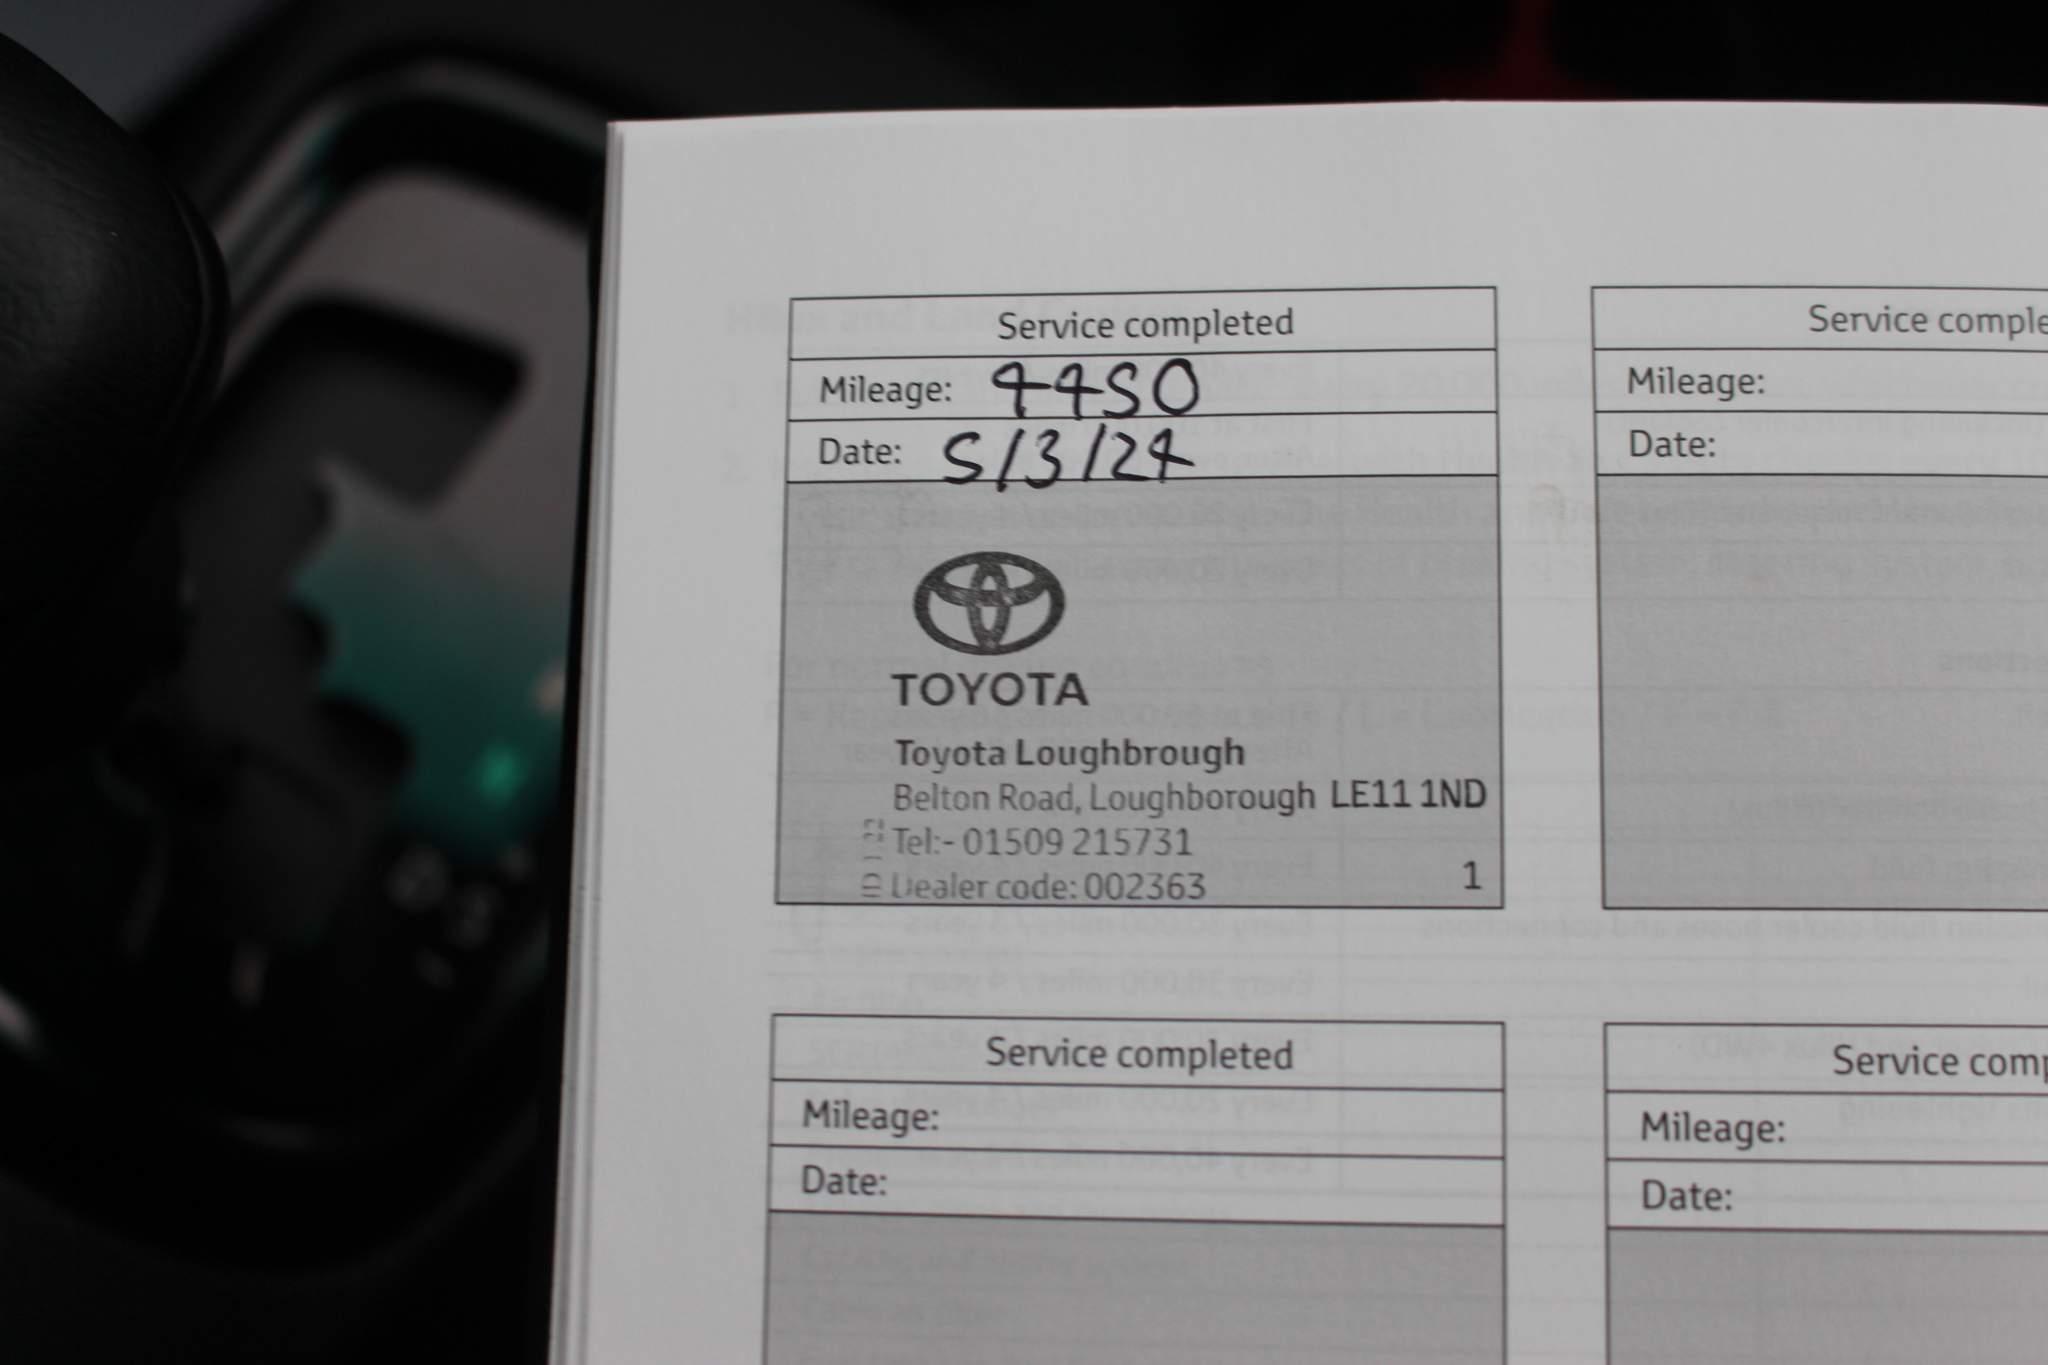 Service completed
Mileage: 4450
Date: 5/3/24
TOYOTA
Toyota Loughbrough
Belton Road, Loughborough LE11 1ND
Tel:- 01509 215731
Dealer code: 002363
1
Service comple
Mileage:
Date:
Service completed
Mileage:
Date:
Service comp
Mileage:
Date: